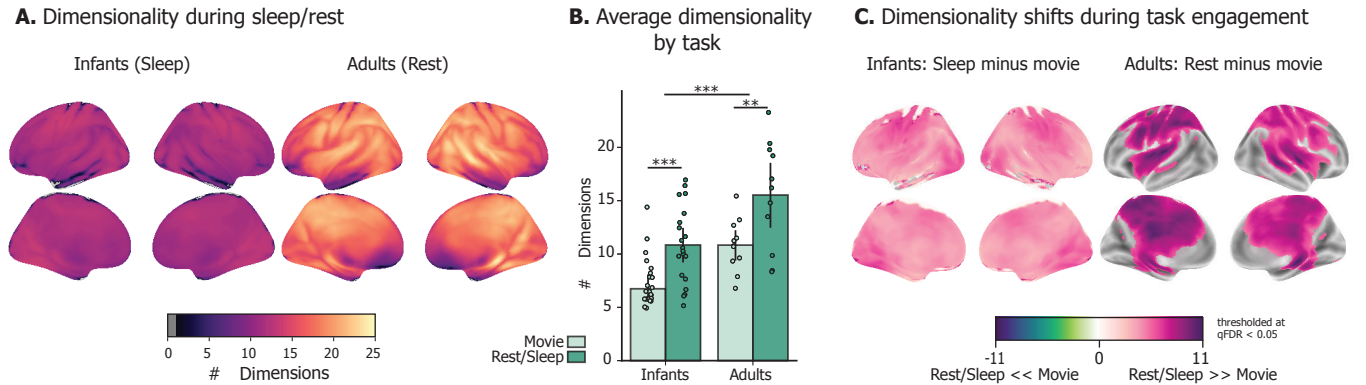 A. Dimensionality during sleep/rest
Infants (Sleep)
Adults (Rest)
0 5 10 15 20 25
# Dimensions
B. Average dimensionality
by task
***
**
***
20
15
10
5
0
# Dimensions
Movie
Rest/Sleep
Infants
Adults
C. Dimensionality shifts during task engagement
Infants: Sleep minus movie
Adults: Rest minus movie
thresholded at
qFDR < 0.05
-11 0 11
Rest/Sleep << Movie
Rest/Sleep >> Movie